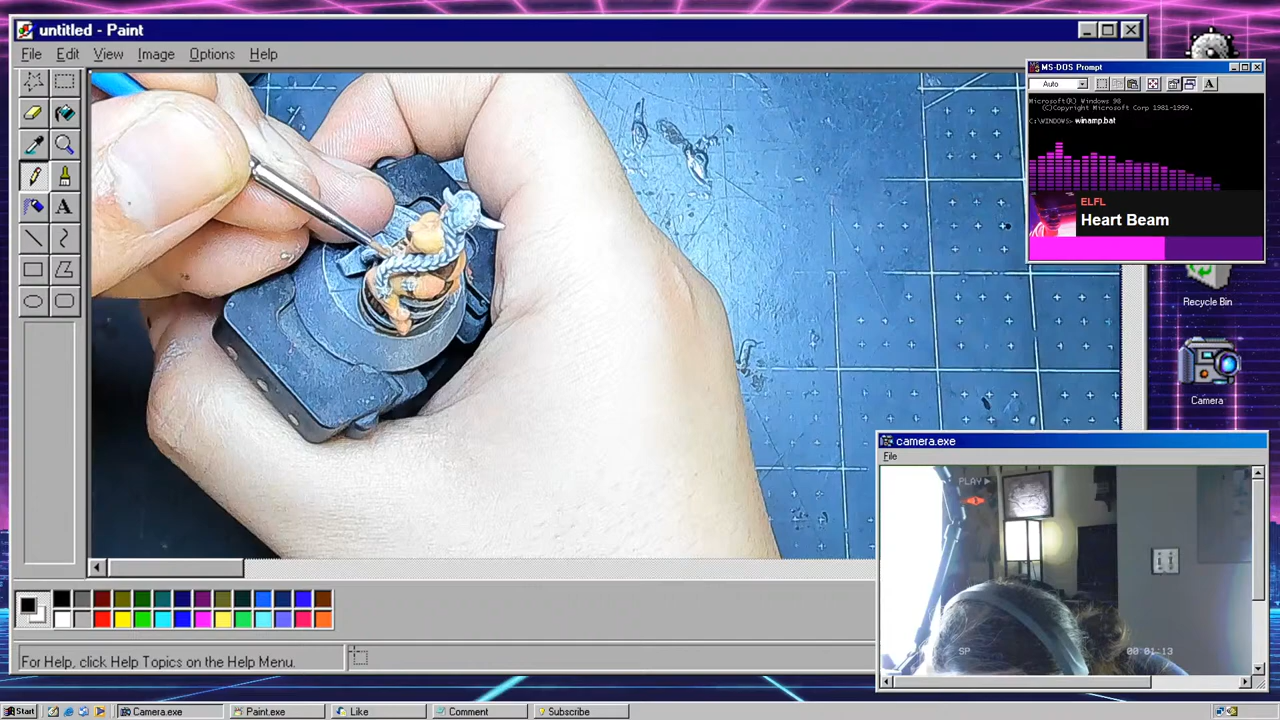 untitled - Paint
File Edit View Image Options Help
MS-DOS Prompt
Auto
Microsoft(R) Windows 98
(C)Copyright Microsoft Corp 1981-1999.
C:\WINDOWS> winamp.bat
ELFL
Heart Beam
Recycle Bin
Camera
camera.exe
File
PLAY
SP
00:01:13
For Help, click Help Topics on the Help Menu.
Start
Camera.exe
Paint.exe
Like
Comment
Subscribe